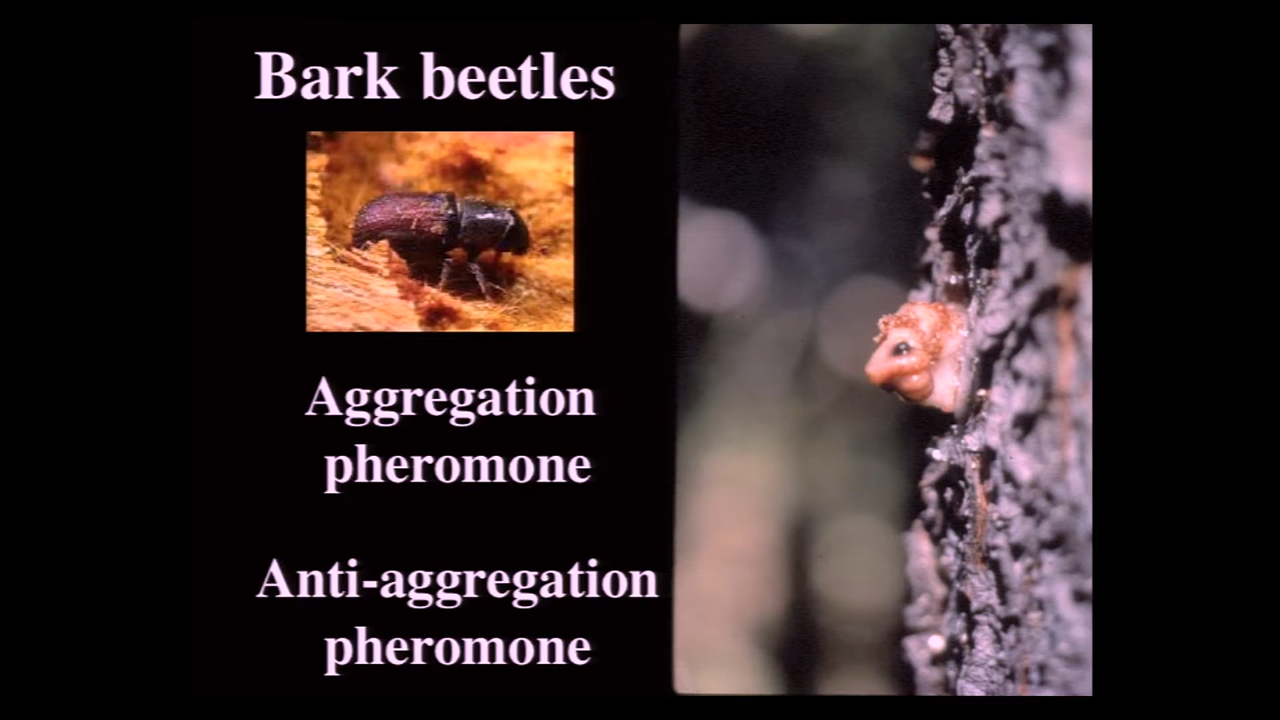 Bark beetles
Aggregation
pheromone
Anti-aggregation
pheromone